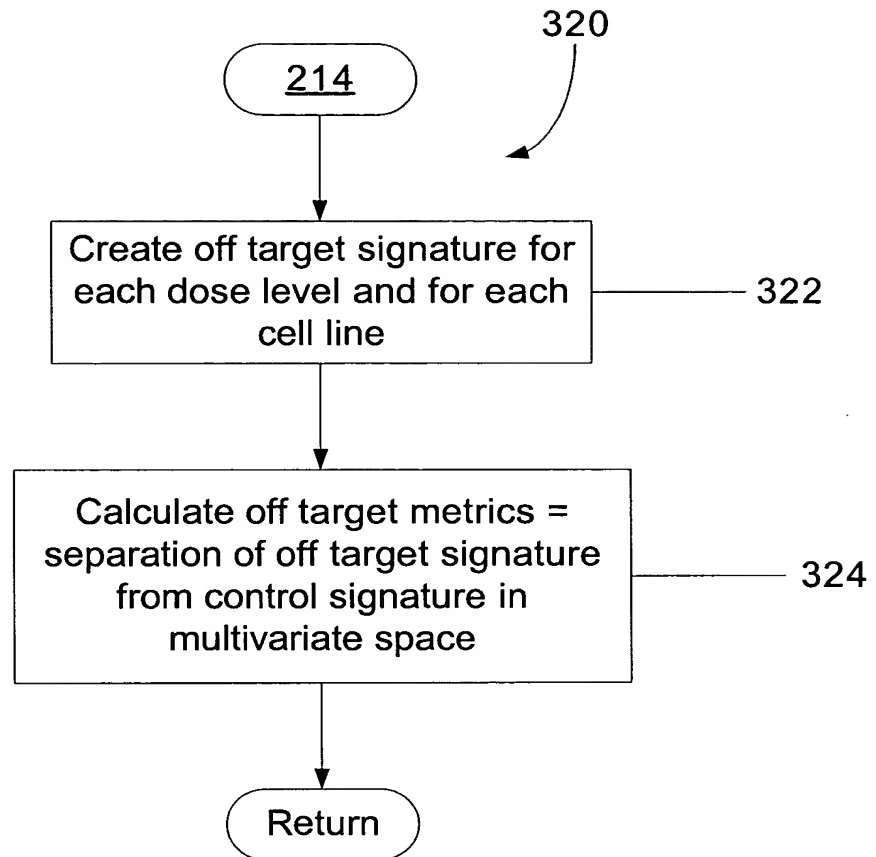 320
214
Create off target signature for
each dose level and for each
cell line
322
Calculate off target metrics =
separation of off target signature
from control signature in
multivariate space
324
Return